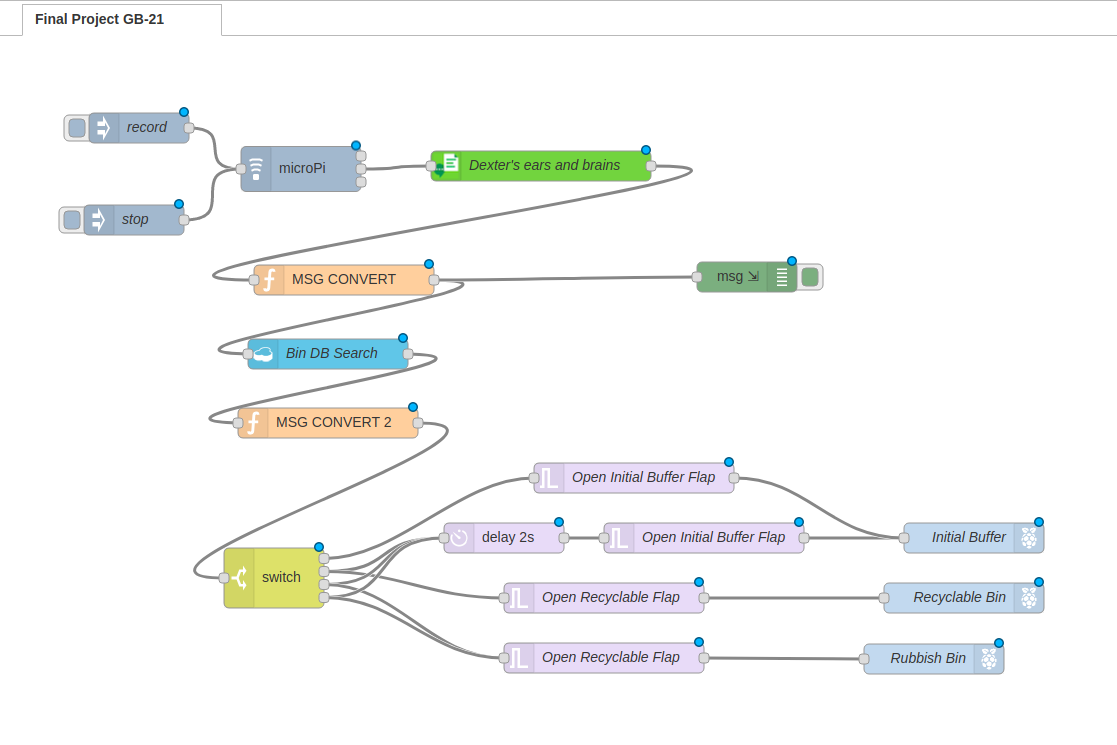 Final Project GB-21
record
microPi
Dexter's ears and brains
stop
MSG CONVERT
msg ⇲
Bin DB Search
MSG CONVERT 2
Open Initial Buffer Flap
delay 2s
Open Initial Buffer Flap
Initial Buffer
switch
Open Recyclable Flap
Recyclable Bin
Open Recyclable Flap
Rubbish Bin